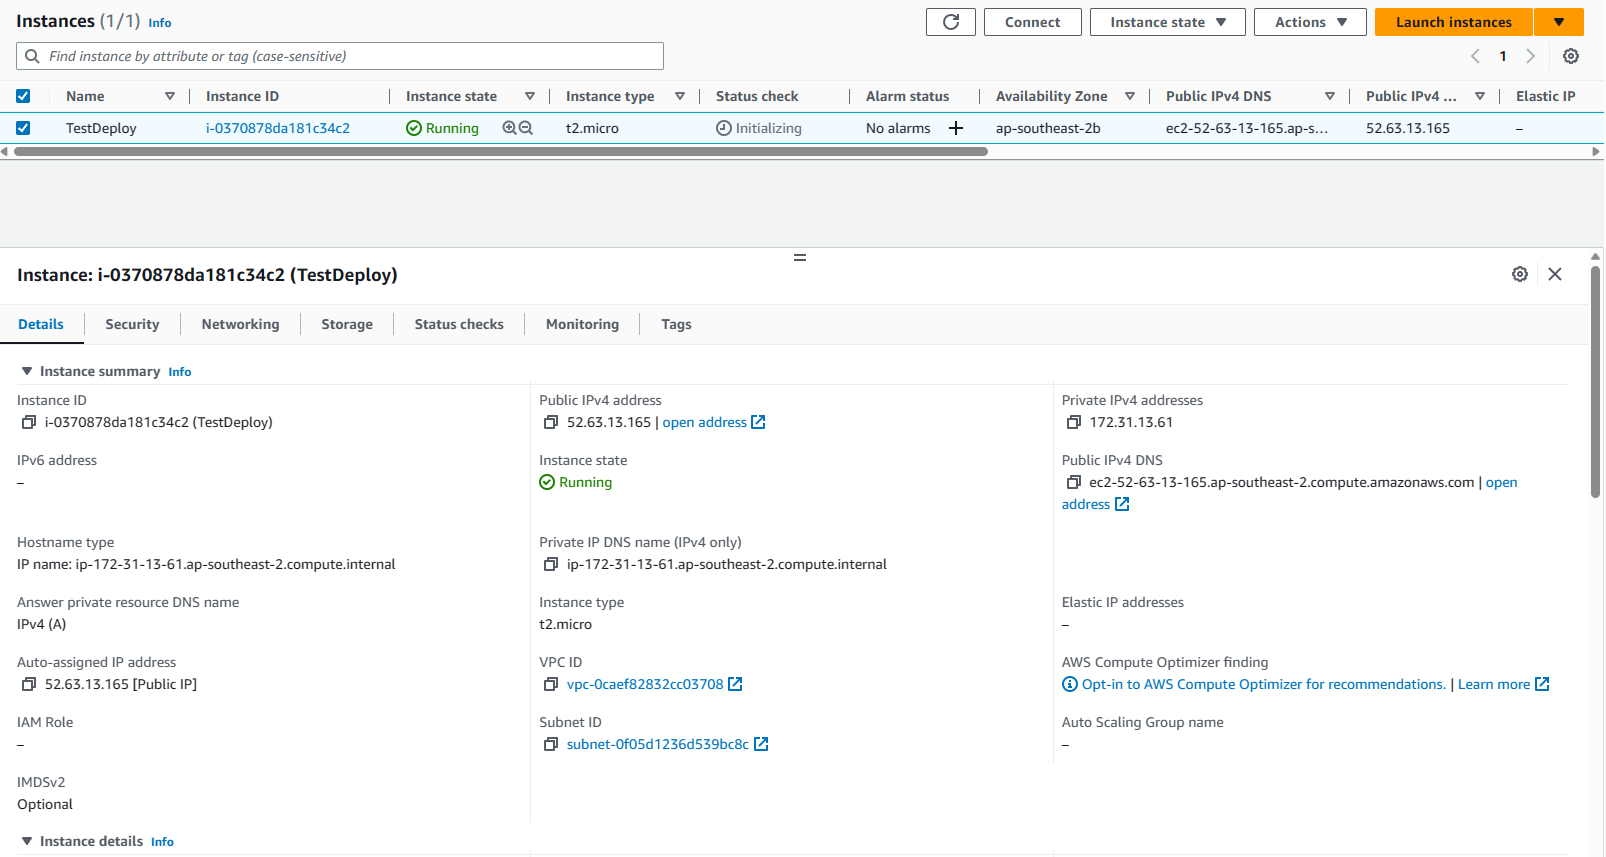 Instances (1/1) Info
Connect Instance state Actions Launch instances
Find instance by attribute or tag (case-sensitive)
1
Name Instance ID Instance state Instance type Status check Alarm status Availability Zone Public IPv4 DNS Public IPv4 ... Elastic IP
TestDeploy i-0370878da181c34c2 Running t2.micro Initializing No alarms + ap-southeast-2b ec2-52-63-13-165.ap-s... 52.63.13.165 –
Instance: i-0370878da181c34c2 (TestDeploy)
Details Security Networking Storage Status checks Monitoring Tags
Instance summary Info
Instance ID
i-0370878da181c34c2 (TestDeploy)
Public IPv4 address
52.63.13.165 | open address
Private IPv4 addresses
172.31.13.61
IPv6 address
–
Instance state
Running
Public IPv4 DNS
ec2-52-63-13-165.ap-southeast-2.compute.amazonaws.com | open
address
Hostname type
IP name: ip-172-31-13-61.ap-southeast-2.compute.internal
Private IP DNS name (IPv4 only)
ip-172-31-13-61.ap-southeast-2.compute.internal
Answer private resource DNS name
IPv4 (A)
Instance type
t2.micro
Elastic IP addresses
–
Auto-assigned IP address
52.63.13.165 [Public IP]
VPC ID
vpc-0caef82832cc03708
AWS Compute Optimizer finding
Opt-in to AWS Compute Optimizer for recommendations. | Learn more
IAM Role
–
Subnet ID
subnet-0f05d1236d539bc8c
Auto Scaling Group name
–
IMDSv2
Optional
Instance details Info